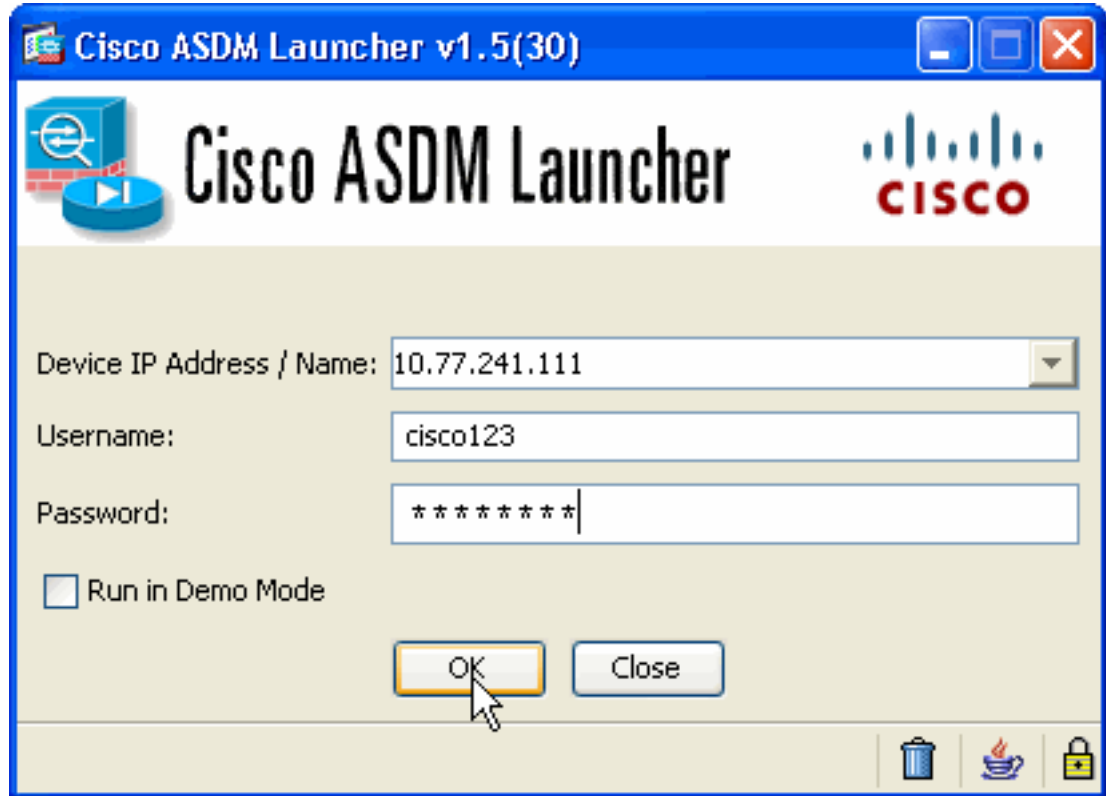 Cisco ASDM Launcher v1.5(30)
Cisco ASDM Launcher
CISCO
Device IP Address / Name: 10.77.241.111
Username: cisco123
Password: ********
Run in Demo Mode
OK Close